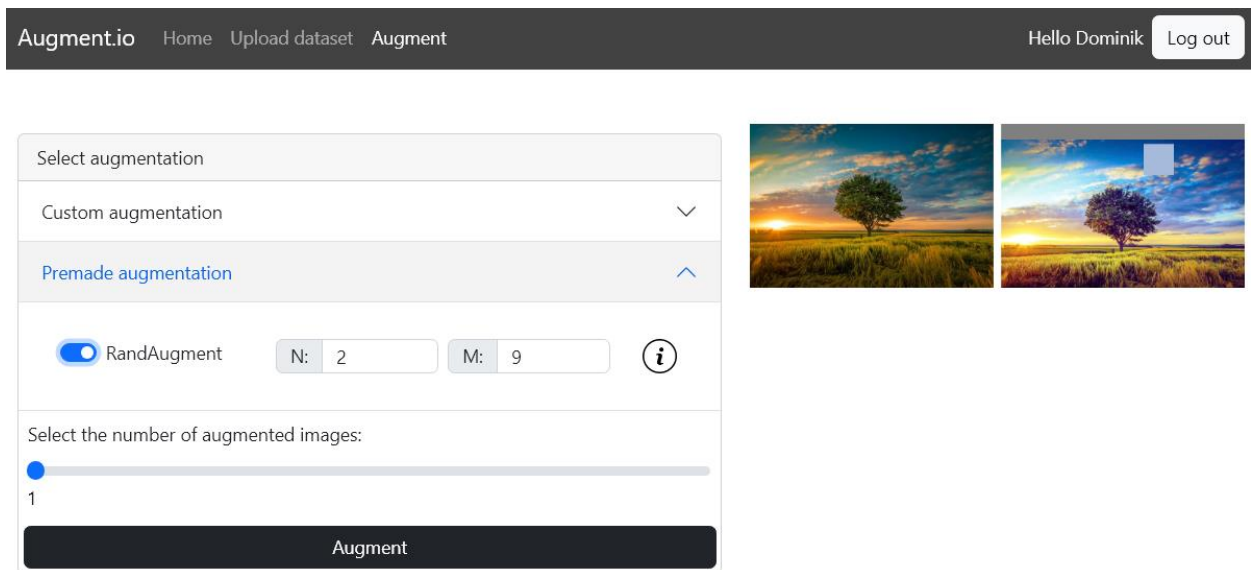 Augment.io Home Upload dataset Augment Hello Dominik Log out
Select augmentation
Custom augmentation
Premade augmentation
RandAugment N: 2 M: 9 i
Select the number of augmented images:
1
Augment